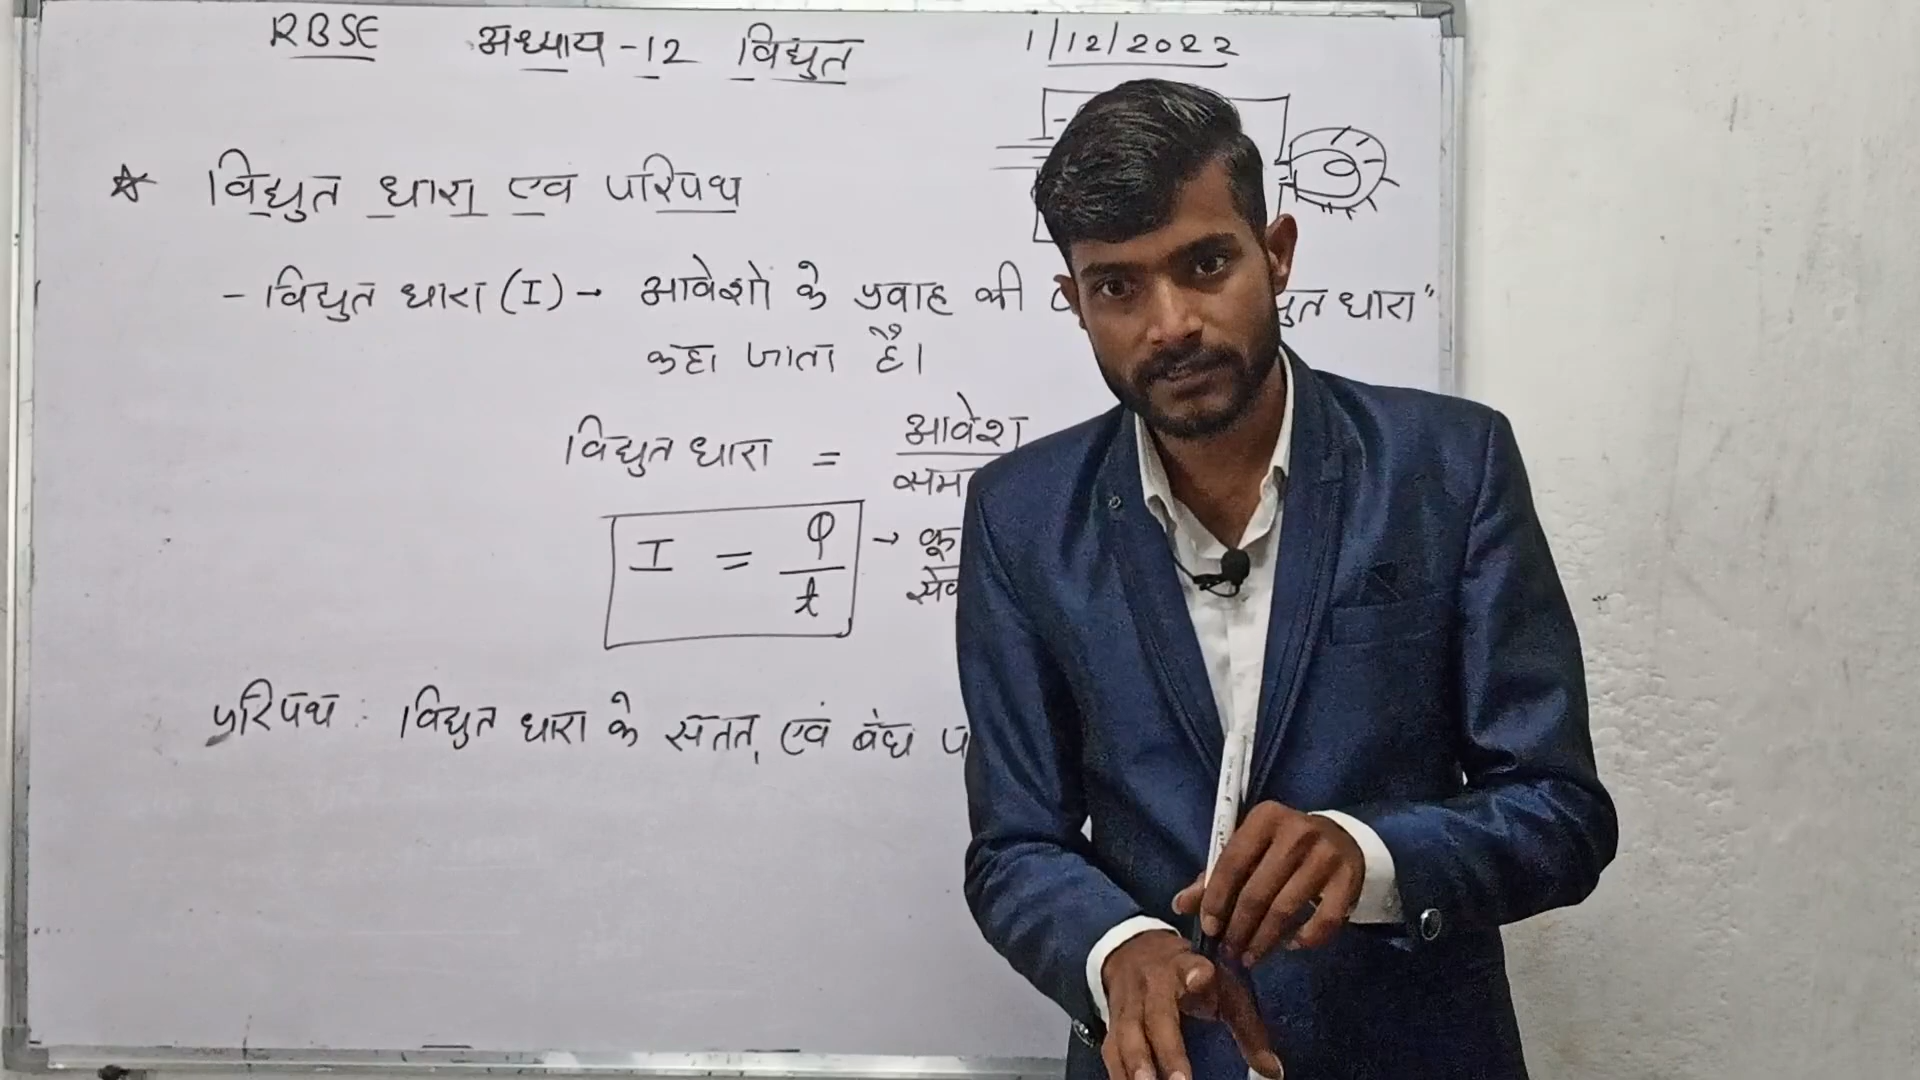 RBSE अध्याय-12 विद्युत 1/12/2022
☆ विद्युत धारा एव परिपथ
- विद्युत धारा (I) → आवेशो के प्रवाह की धारा"
कहा जाता है।
विद्युत धारा = आवेश
I = Q/t →
परिपथ : विद्युत धारा के सतत् एवं बंध